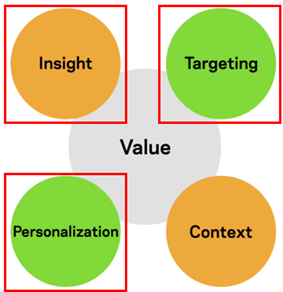 Insight
Targeting
Value
Personalization
Context